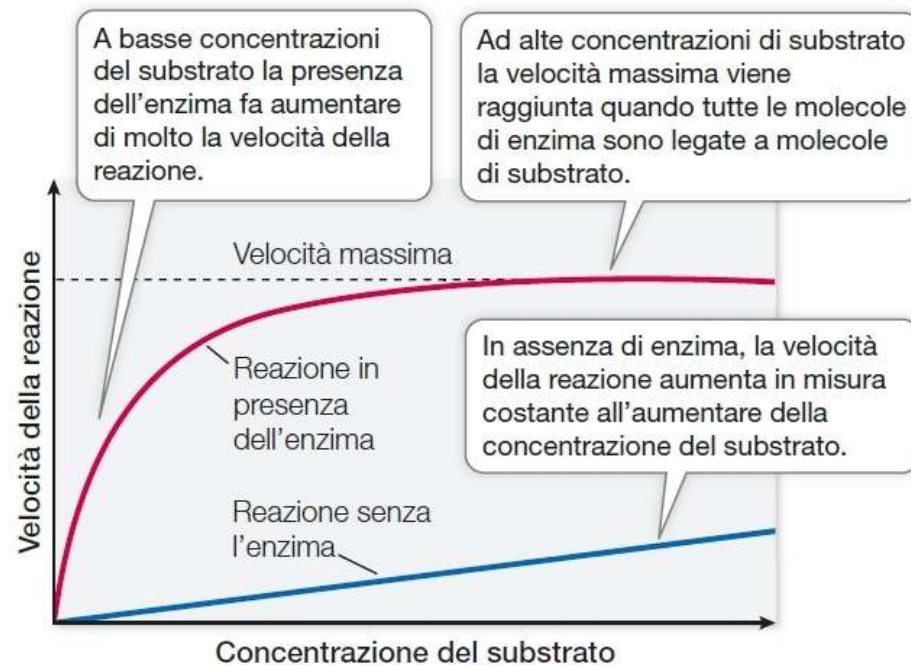 A basse concentrazioni
del substrato la presenza
dell'enzima fa aumentare
di molto la velocità della
reazione.
Ad alte concentrazioni di substrato
la velocità massima viene
raggiunta quando tutte le molecole
di enzima sono legate a molecole
di substrato.
Velocità massima
Reazione in
presenza
dell'enzima
In assenza di enzima, la velocità
della reazione aumenta in misura
costante all'aumentare della
concentrazione del substrato.
Reazione senza
l'enzima
Velocità della reazione
Concentrazione del substrato